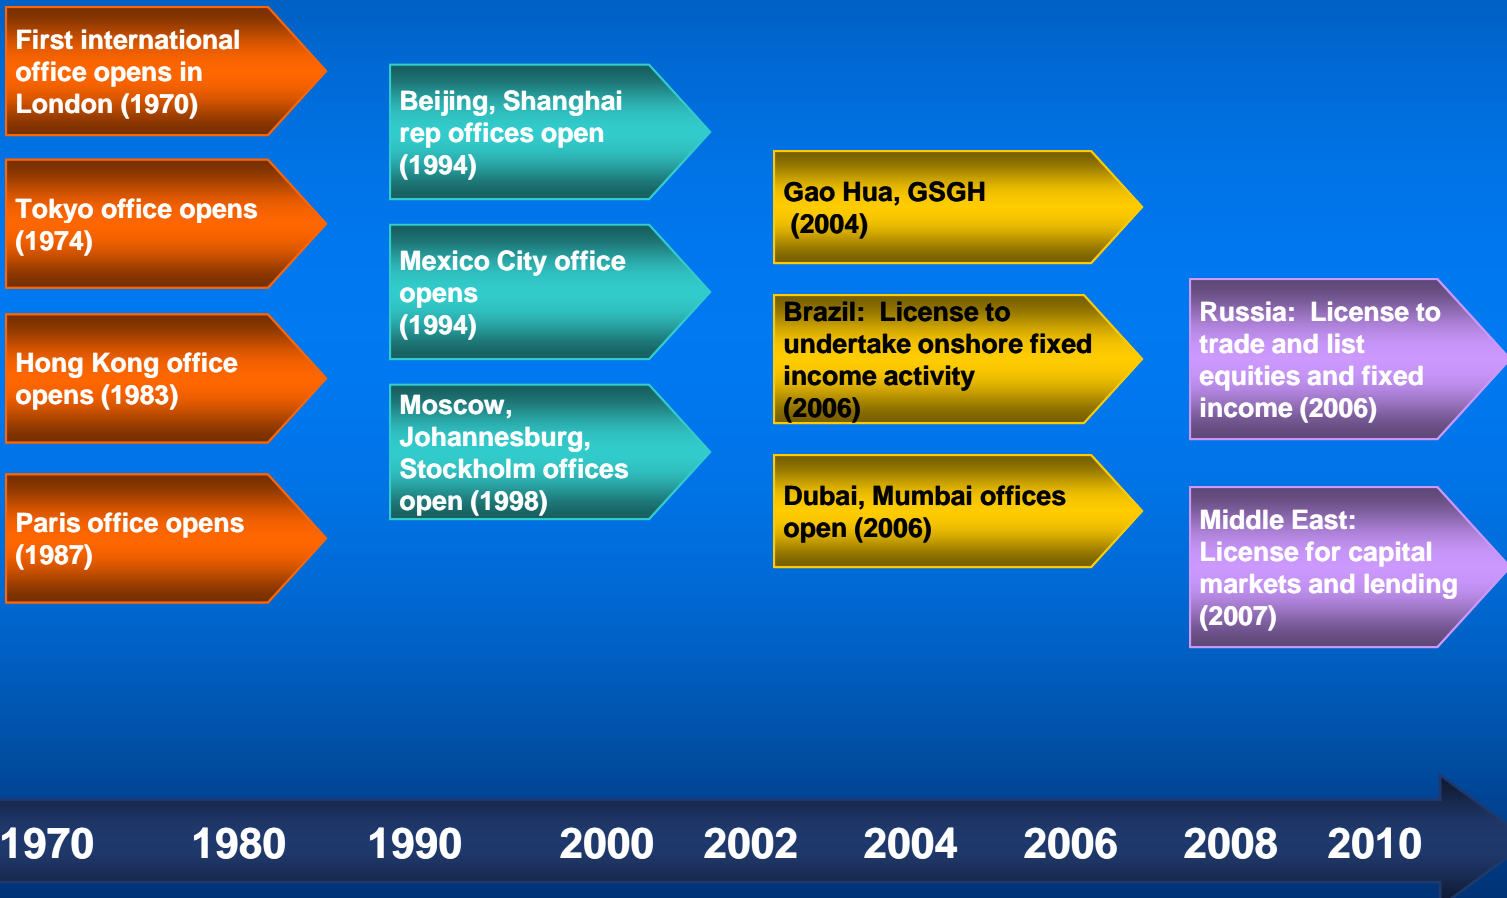 First international
office opens in
London (1970)
Tokyo office opens
(1974)
Hong Kong office
opens (1983)
Paris office opens
(1987)
Beijing, Shanghai
rep offices open
(1994)
Mexico City office
opens
(1994)
Moscow,
Johannesburg,
Stockholm offices
open (1998)
Gao Hua, GSGH
(2004)
Brazil:  License to
undertake onshore fixed
income activity
(2006)
Dubai, Mumbai offices
open (2006)
Russia:  License to
trade and list
equities and fixed
income (2006)
Middle East:
License for capital
markets and lending
(2007)
1970 1980 1990 2000 2002 2004 2006 2008 2010